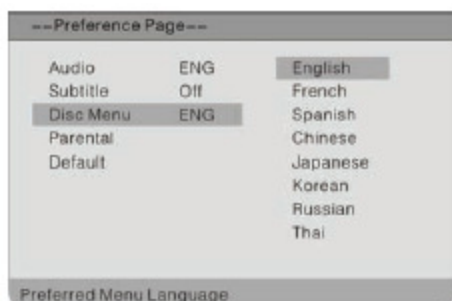 --Preference Page--
Audio ENG English
Subtitle Off French
Disc Menu ENG Spanish
Parental Chinese
Default Japanese
Korean
Russian
Thai
Preferred Menu Language